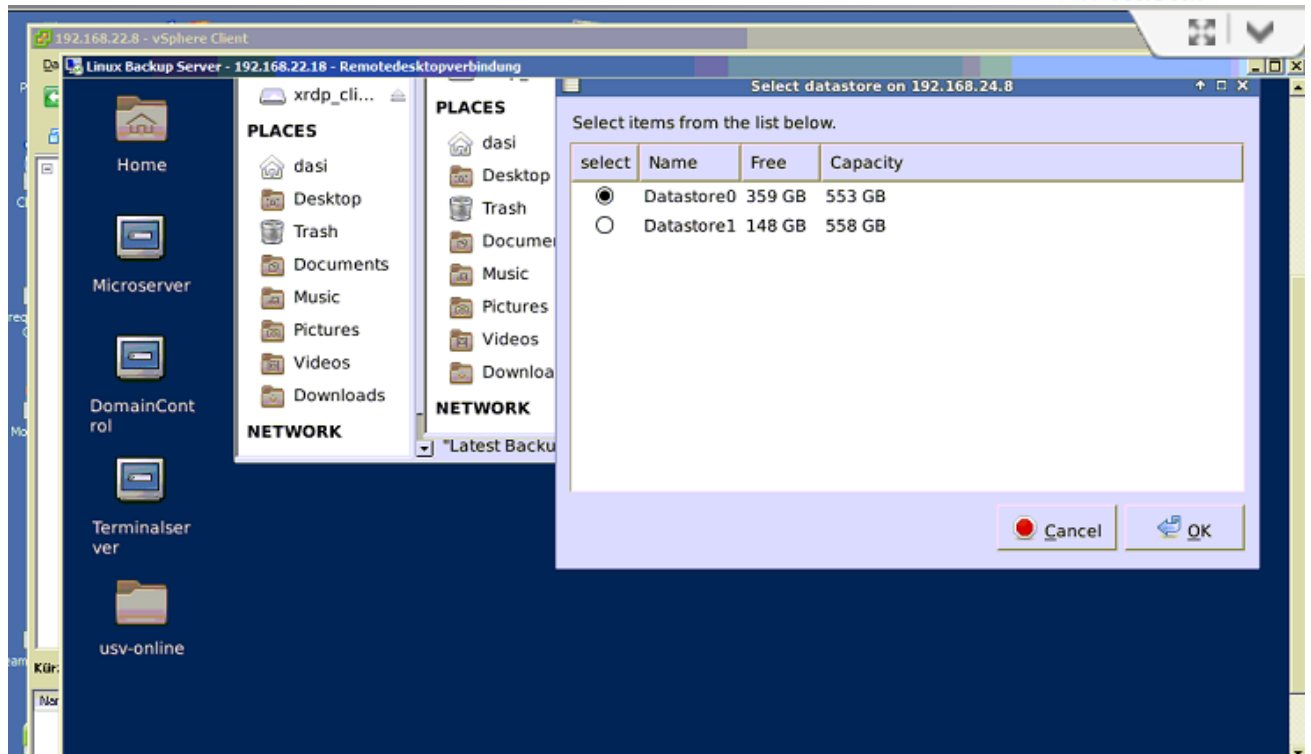 192.168.22.8 - vSphere Client
Da
Linux Backup Server - 192.168.22.18 - Remotedesktopverbindung
Home
Microserver
DomainCont
rol
Terminalser
ver
usv-online
xrdp_cli...
PLACES
dasi
Desktop
Trash
Documents
Music
Pictures
Videos
Downloads
NETWORK
PLACES
dasi
Desktop
Trash
Documer
Music
Pictures
Videos
Downloa
NETWORK
"Latest Backu
Select datastore on 192.168.24.8
Select items from the list below.
select Name Free Capacity
Datastore0 359 GB 553 GB
Datastore1 148 GB 558 GB
Cancel
OK
Kür: